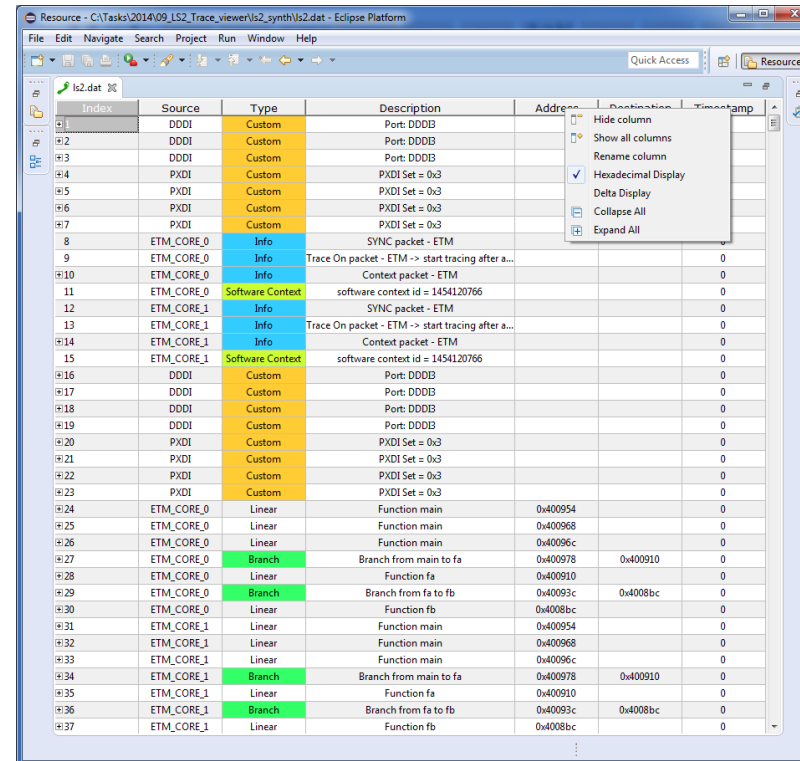 Resource - C:\Tasks\2014\09_LS2_Trace_viewer\ls2_synth\ls2.dat - Eclipse Platform
File Edit Navigate Search Project Run Window Help
Quick Access Resource
ls2.dat
Index Source Type Description Address Destination Timestamp
1 DDDI Custom Port: DDDI3
2 DDDI Custom Port: DDDI3
3 DDDI Custom Port: DDDI3
4 PXDI Custom PXDI Set = 0x3
5 PXDI Custom PXDI Set = 0x3
6 PXDI Custom PXDI Set = 0x3
7 PXDI Custom PXDI Set = 0x3
Hide column
Show all columns
Rename column
Hexadecimal Display
Delta Display
Collapse All
Expand All
8 ETM_CORE_0 Info SYNC packet - ETM 0
9 ETM_CORE_0 Info Trace On packet - ETM -> start tracing after a... 0
10 ETM_CORE_0 Info Context packet - ETM 0
11 ETM_CORE_0 Software Context software context id = 1454120766 0
12 ETM_CORE_1 Info SYNC packet - ETM 0
13 ETM_CORE_1 Info Trace On packet - ETM -> start tracing after a... 0
14 ETM_CORE_1 Info Context packet - ETM 0
15 ETM_CORE_1 Software Context software context id = 1454120766 0
16 DDDI Custom Port: DDDI3 0
17 DDDI Custom Port: DDDI3 0
18 DDDI Custom Port: DDDI3 0
19 DDDI Custom Port: DDDI3 0
20 PXDI Custom PXDI Set = 0x3 0
21 PXDI Custom PXDI Set = 0x3 0
22 PXDI Custom PXDI Set = 0x3 0
23 PXDI Custom PXDI Set = 0x3 0
24 ETM_CORE_0 Linear Function main 0x400954 0
25 ETM_CORE_0 Linear Function main 0x400968 0
26 ETM_CORE_0 Linear Function main 0x40096c 0
27 ETM_CORE_0 Branch Branch from main to fa 0x400978 0x400910 0
28 ETM_CORE_0 Linear Function fa 0x400910 0
29 ETM_CORE_0 Branch Branch from fa to fb 0x40093c 0x4008bc 0
30 ETM_CORE_0 Linear Function fb 0x4008bc 0
31 ETM_CORE_1 Linear Function main 0x400954 0
32 ETM_CORE_1 Linear Function main 0x400968 0
33 ETM_CORE_1 Linear Function main 0x40096c 0
34 ETM_CORE_1 Branch Branch from main to fa 0x400978 0x400910 0
35 ETM_CORE_1 Linear Function fa 0x400910 0
36 ETM_CORE_1 Branch Branch from fa to fb 0x40093c 0x4008bc 0
37 ETM_CORE_1 Linear Function fb 0x4008bc 0